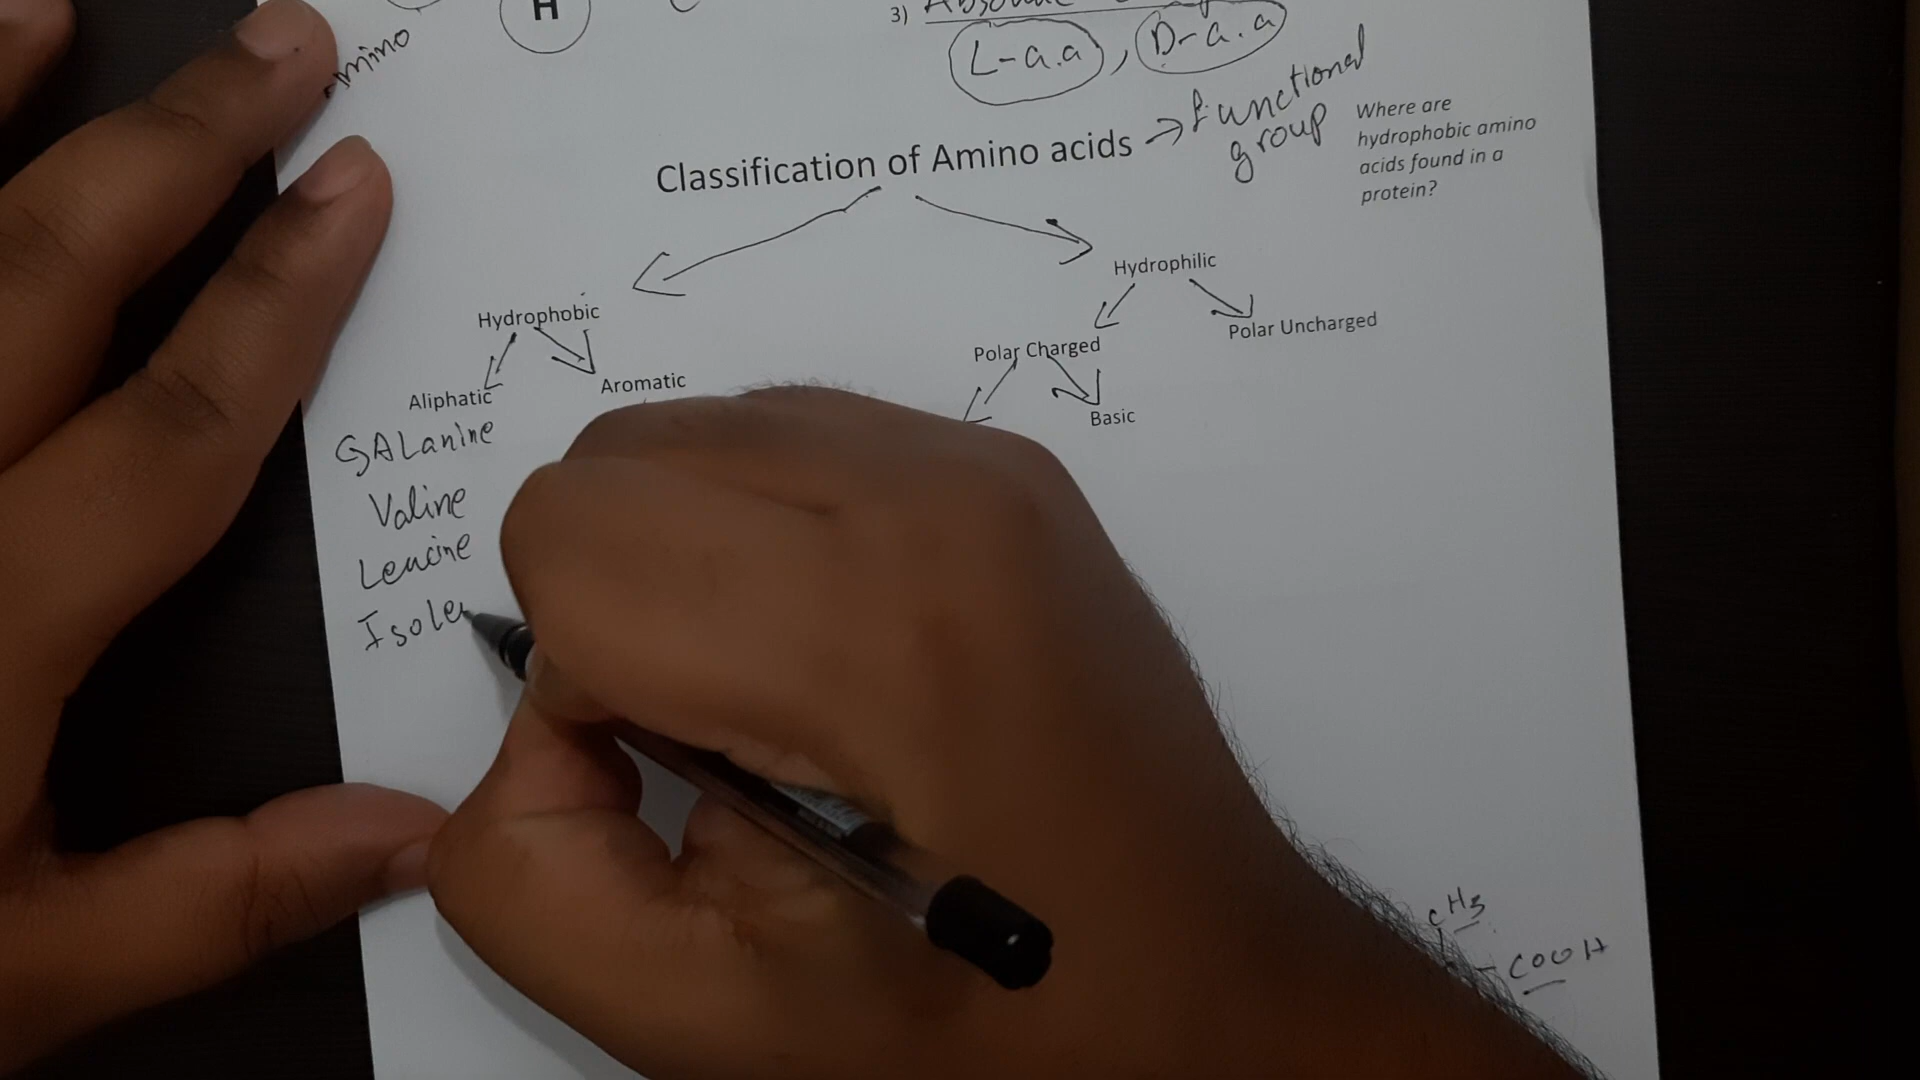 Amino
H
3)
L-a.a , D-a.a
Classification of Amino acids → functional group
Where are
hydrophobic amino
acids found in a
protein?
Hydrophobic
Hydrophilic
Aliphatic
Aromatic
Polar Charged
Polar Uncharged
Basic
GALanine
Valine
Leucine
Isole
CH3
-COOH